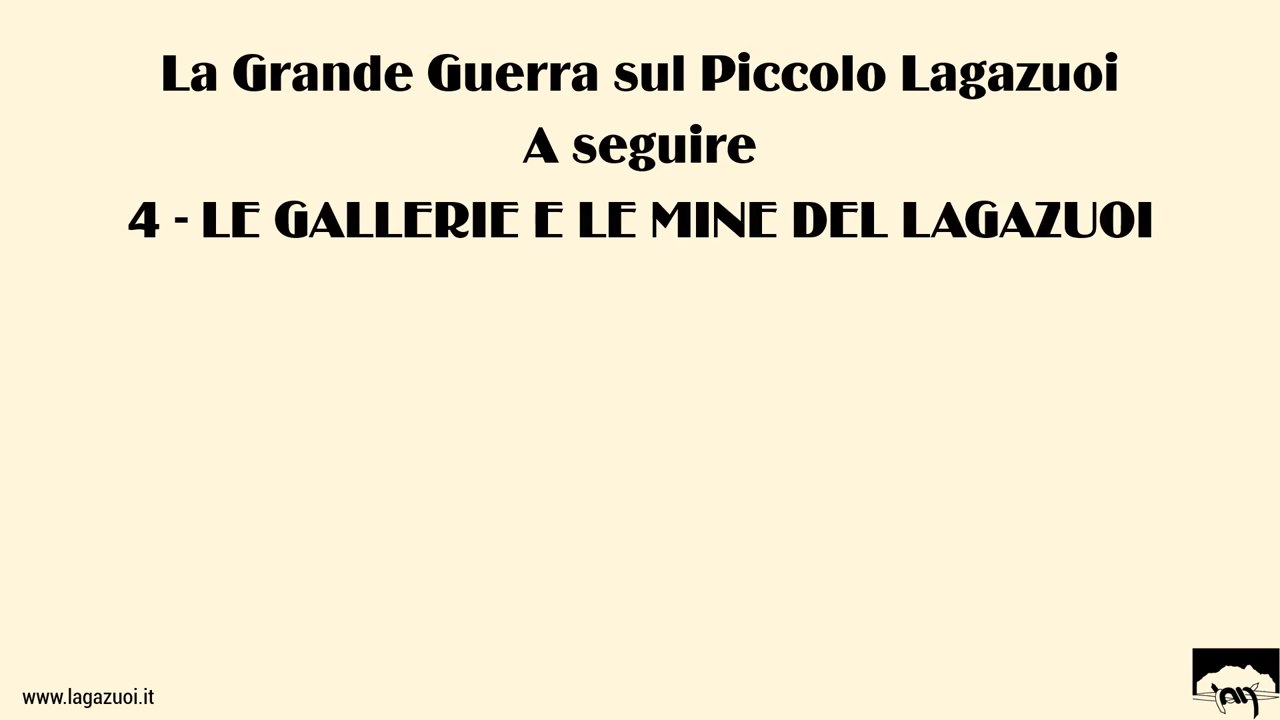 La Grande Guerra sul Piccolo Lagazuoi
A seguire
4 - LE GALLERIE E LE MINE DEL LAGAZUOI
www.lagazuoi.it